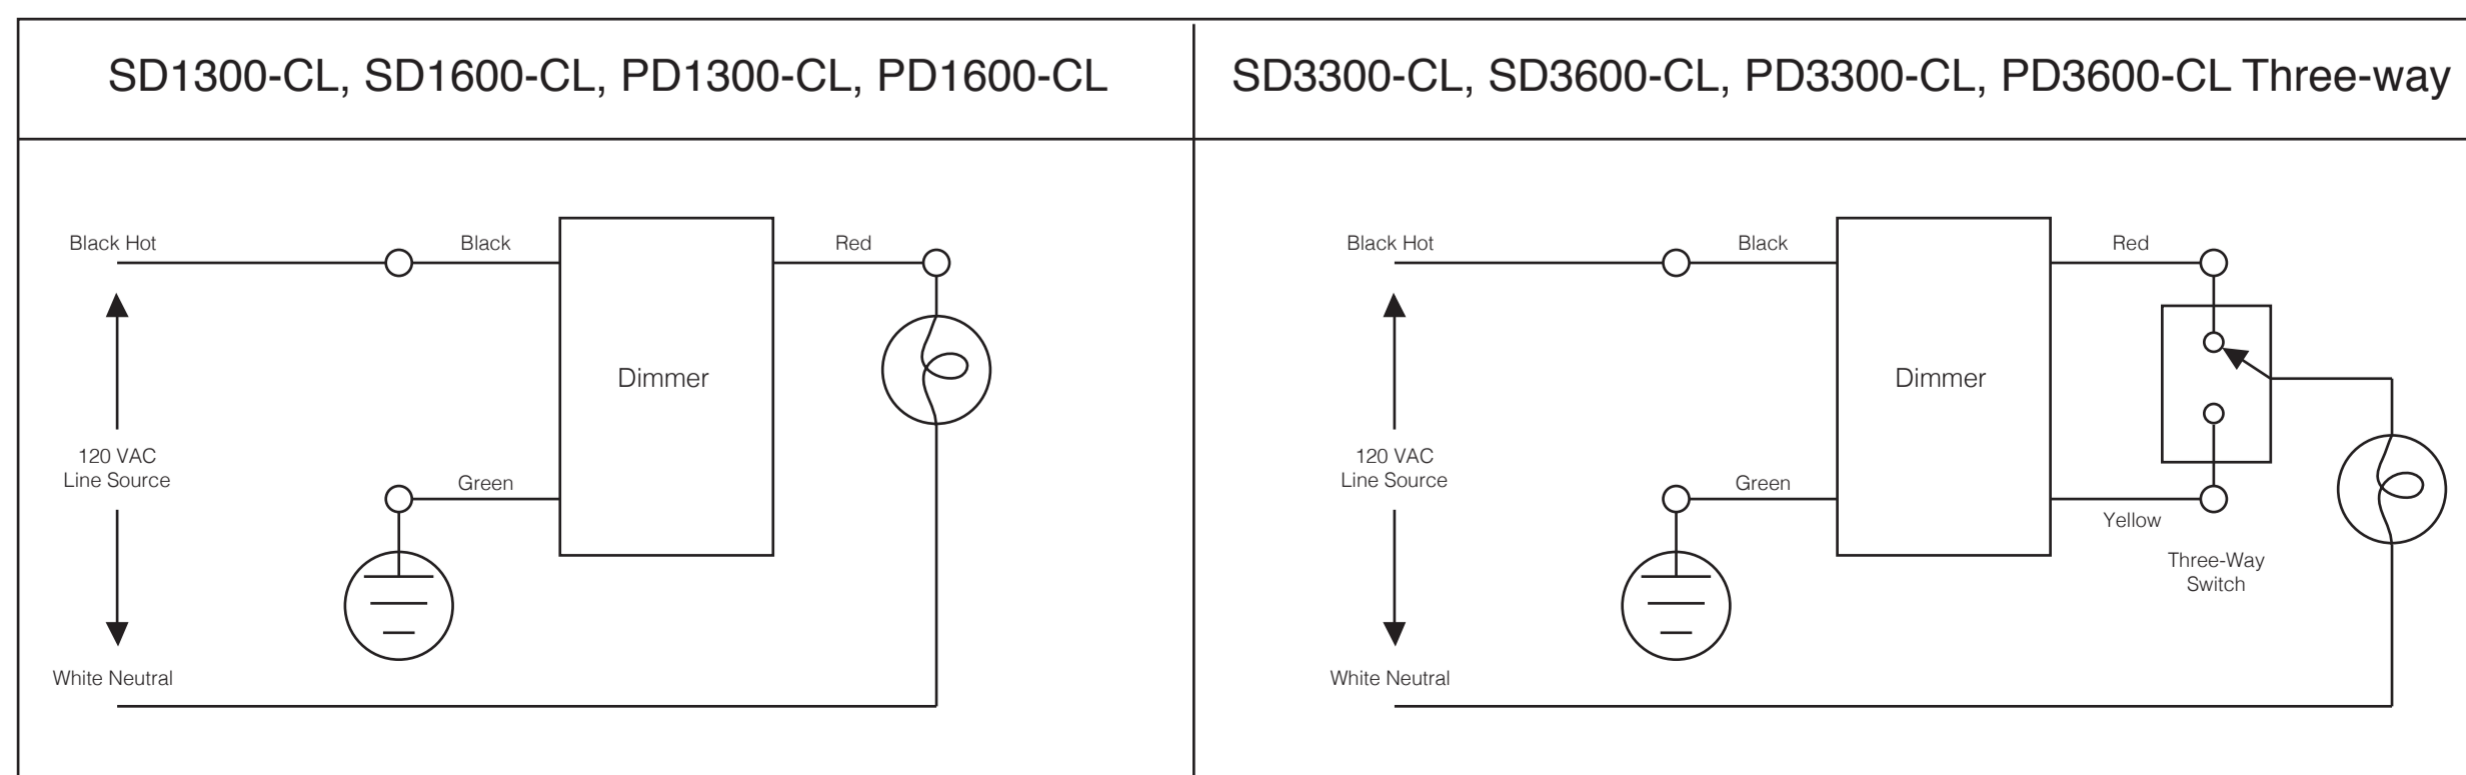 SD1300-CL, SD1600-CL, PD1300-CL, PD1600-CL
Black Hot
Black
Red
Dimmer
120 VAC
Line Source
Green
White Neutral
SD3300-CL, SD3600-CL, PD3300-CL, PD3600-CL Three-way
Black Hot
Black
Red
Dimmer
120 VAC
Line Source
Green
Yellow
Three-Way
Switch
White Neutral